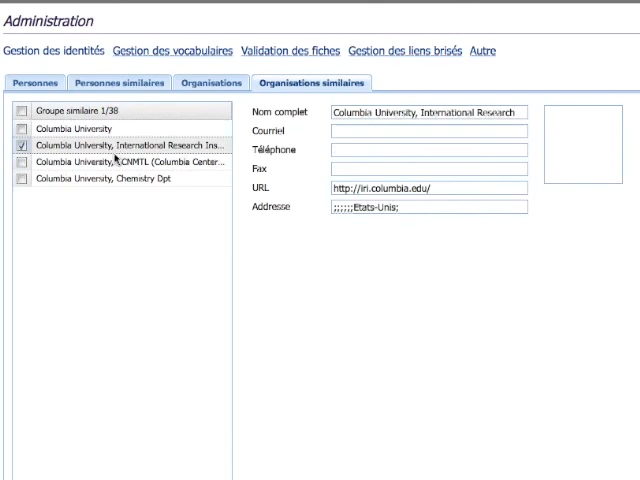 Administration
Gestion des identités Gestion des vocabulaires Validation des fiches Gestion des liens brisés Autre
Personnes Personnes similaires Organisations Organisations similaires
Groupe similaire 1/38
Columbia University
Columbia University, International Research Ins...
Columbia University, CCNMTL (Columbia Center...
Columbia University, Chemistry Dpt
Nom complet Columbia University, International Research
Courriel
Téléphone
Fax
URL http://iri.columbia.edu/
Addresse ;;;;;;Etats-Unis;